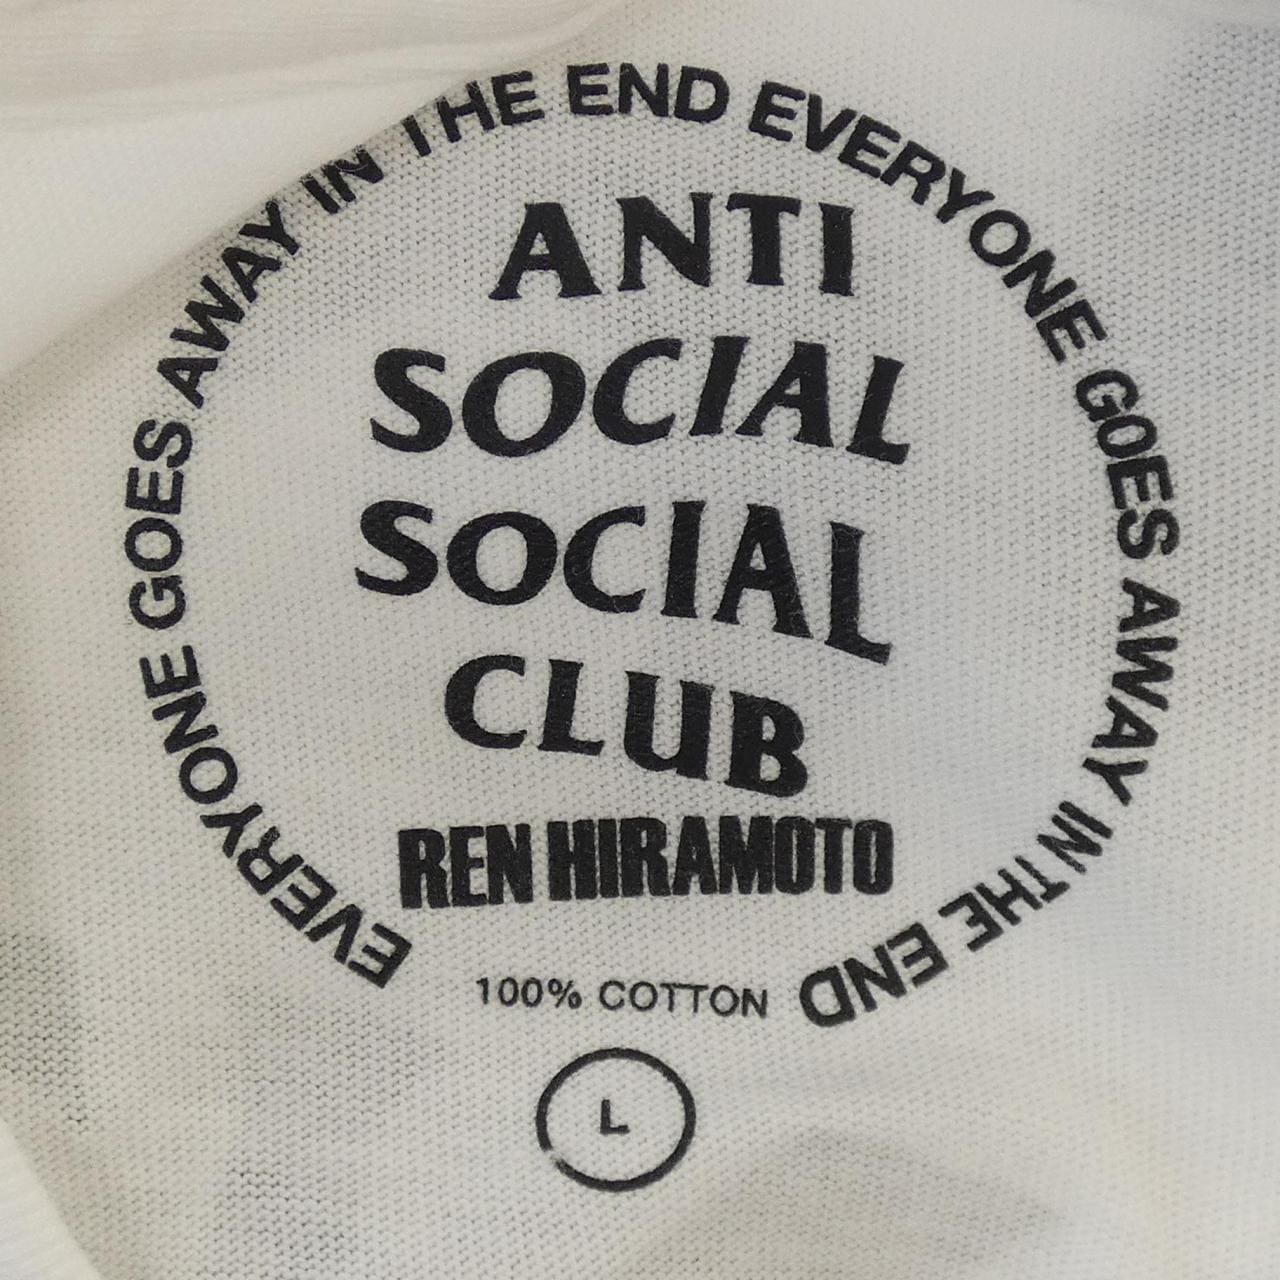 EVERYONE GOES AWAY IN THE END EVERYONE GOES AWAY IN THE END
ANTI
SOCIAL
SOCIAL
CLUB
REN HIRAMOTO
100% COTTON
L